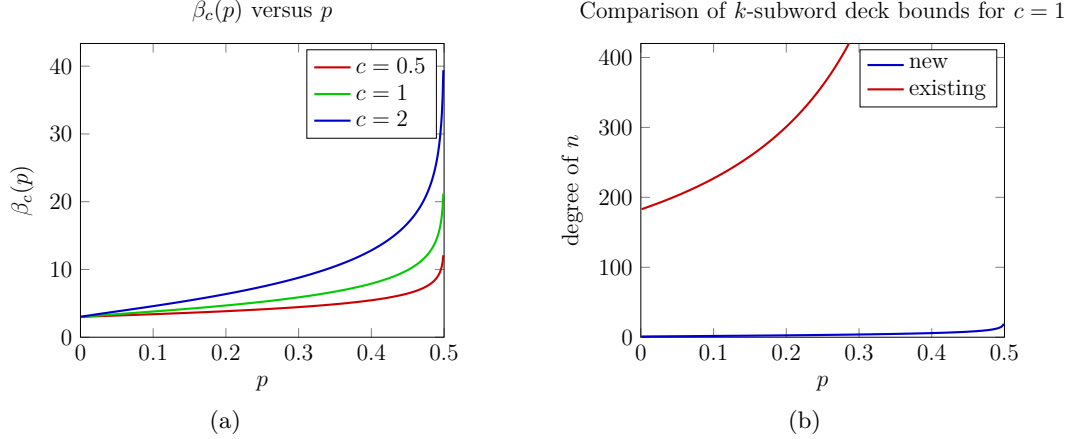 β_c(p) versus p
40
30
20
10
0
0
0.1
0.2
0.3
0.4
0.5
β_c(p)
p
c = 0.5
c = 1
c = 2
(a)
Comparison of k-subword deck bounds for c = 1
400
300
200
100
0
0
0.1
0.2
0.3
0.4
0.5
degree of n
p
new
existing
(b)